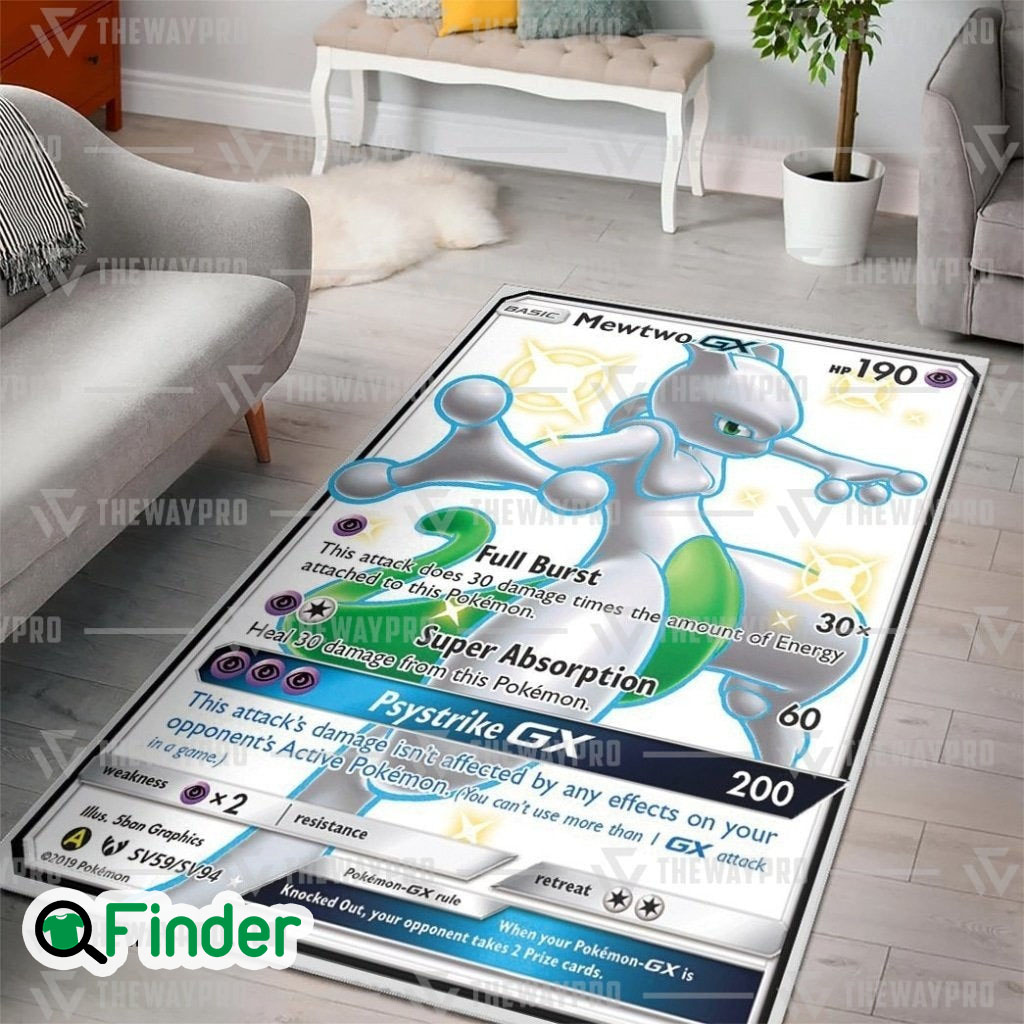 THEWAYPRO
BASIC Mewtwo GX HP 190
Full Burst 30×
This attack does 30 damage times the amount of Energy
attached to this Pokémon.
Super Absorption 60
Heal 30 damage from this Pokémon.
Psystrike GX 200
This attack's damage isn't affected by any effects on your
opponent's Active Pokémon. (You can't use more than 1 GX attack
in a game.)
weakness × 2 resistance retreat
Illus. 5ban Graphics
A SV59/SV94
©2019 Pokémon
Pokémon-GX rule When your Pokémon-GX is
Knocked Out, your opponent takes 2 Prize cards.
Finder